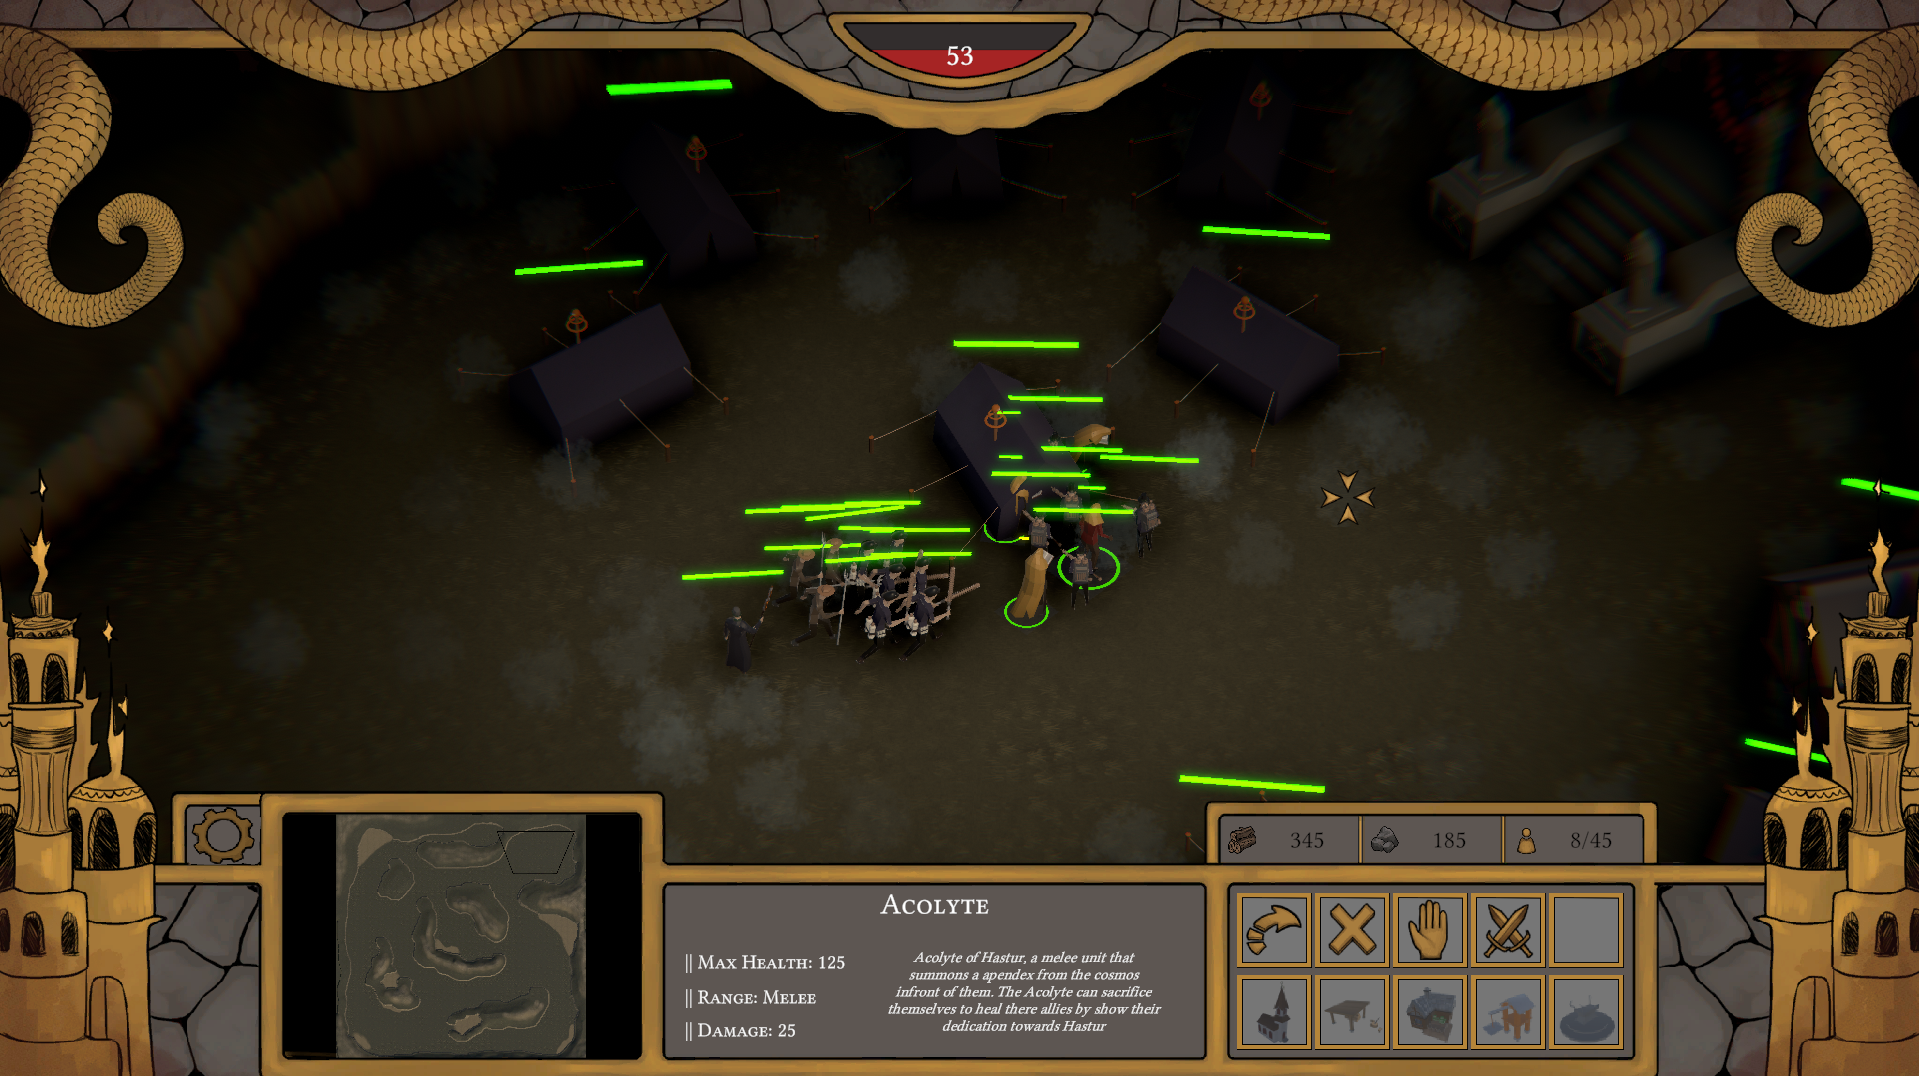 53
345
185
8/45
Acolyte
|| Max Health: 125
|| Range: Melee
|| Damage: 25
Acolyte of Hastur, a melee unit that
summons a apendex from the cosmos
infront of them. The Acolyte can sacrifice
themselves to heal there allies by show their
dedication towards Hastur